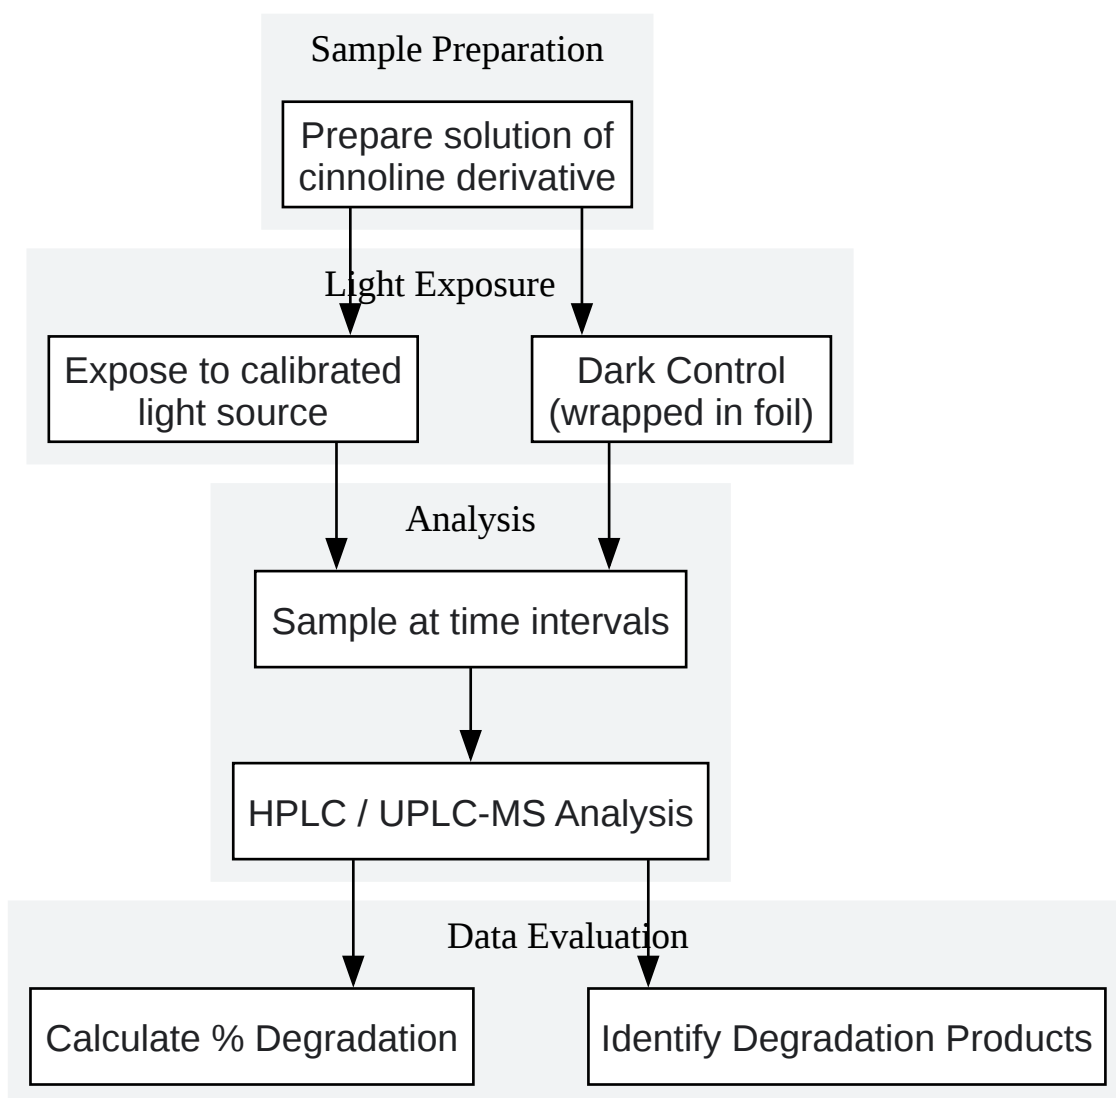 Sample Preparation
Prepare solution of
cinnoline derivative
Light Exposure
Expose to calibrated
light source
Dark Control
(wrapped in foil)
Analysis
Sample at time intervals
HPLC / UPLC-MS Analysis
Data Evaluation
Calculate % Degradation
Identify Degradation Products